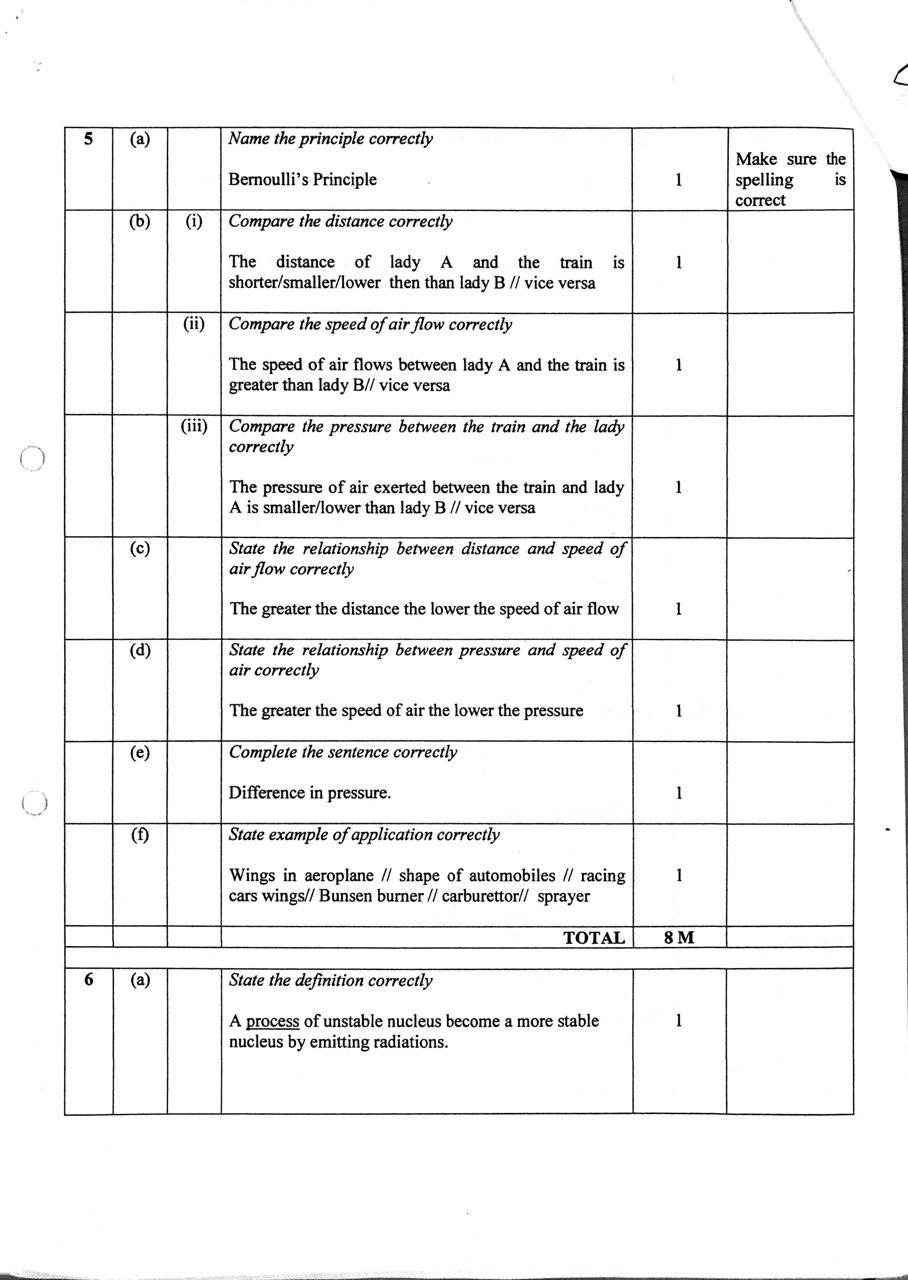 5 (a) Name the principle correctly
Bernoulli's Principle 1
Make sure the
spelling is
correct
(b) (i) Compare the distance correctly
The distance of lady A and the train is 1
shorter/smaller/lower then than lady B // vice versa
(ii) Compare the speed of air flow correctly
The speed of air flows between lady A and the train is 1
greater than lady B// vice versa
(iii) Compare the pressure between the train and the lady
correctly
The pressure of air exerted between the train and lady 1
A is smaller/lower than lady B // vice versa
(c) State the relationship between distance and speed of
air flow correctly
The greater the distance the lower the speed of air flow 1
(d) State the relationship between pressure and speed of
air correctly
The greater the speed of air the lower the pressure 1
(e) Complete the sentence correctly
Difference in pressure. 1
(f) State example of application correctly
Wings in aeroplane // shape of automobiles // racing 1
cars wings// Bunsen burner // carburettor// sprayer
TOTAL 8 M
6 (a) State the definition correctly
A process of unstable nucleus become a more stable 1
nucleus by emitting radiations.